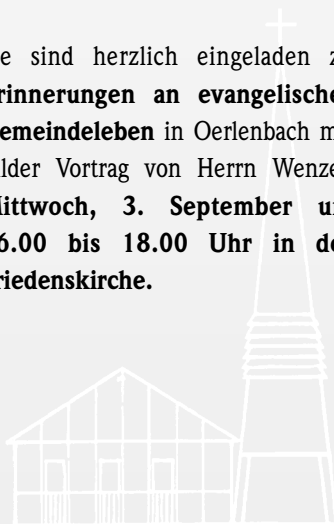 e sind herzlich eingeladen z
rinnerungen an evangelische
emeindeleben in Oerlenbach m
ilder Vortrag von Herrn Wenze
ittwoch, 3. September u
6.00 bis 18.00 Uhr in de
riedenskirche.